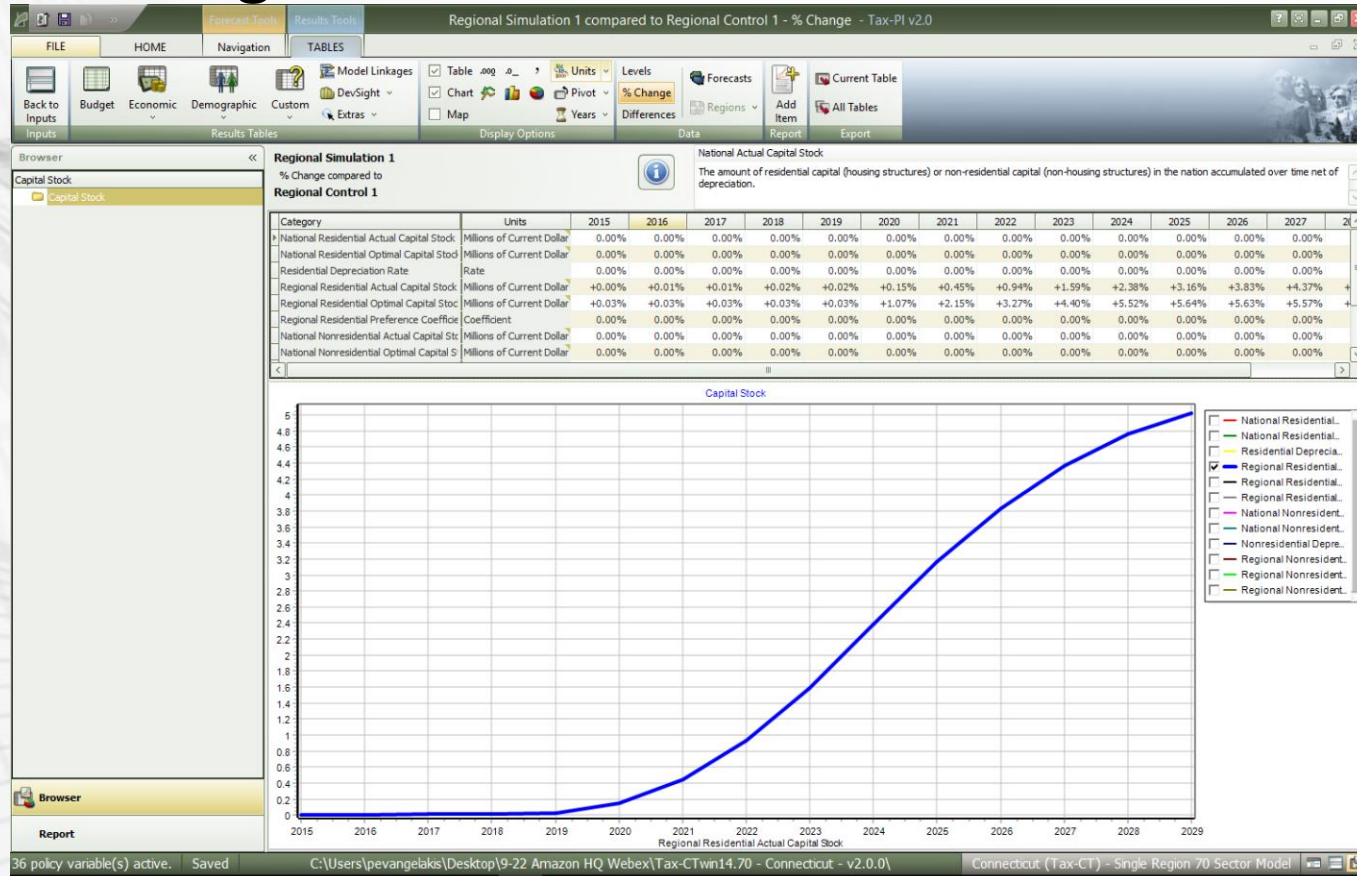 Forecast Tools Results Tools Regional Simulation 1 compared to Regional Control 1 - % Change - Tax-PI v2.0
FILE HOME Navigation TABLES
Back to Inputs
Budget
Economic
Demographic
Custom
Model Linkages
DevSight
Extras
Table .000 .0_ , Units
Chart Pivot
Map Years
Levels
% Change
Differences
Forecasts
Regions
Add Item
Current Table
All Tables
Inputs Results Tables Display Options Data Report Export
Browser «
Capital Stock
Capital Stock
Regional Simulation 1
% Change compared to
Regional Control 1
National Actual Capital Stock
The amount of residential capital (housing structures) or non-residential capital (non-housing structures) in the nation accumulated over time net of
depreciation.
Category Units 2015 2016 2017 2018 2019 2020 2021 2022 2023 2024 2025 2026 2027
National Residential Actual Capital Stock Millions of Current Dollar 0.00% 0.00% 0.00% 0.00% 0.00% 0.00% 0.00% 0.00% 0.00% 0.00% 0.00% 0.00% 0.00%
National Residential Optimal Capital Stock Millions of Current Dollar 0.00% 0.00% 0.00% 0.00% 0.00% 0.00% 0.00% 0.00% 0.00% 0.00% 0.00% 0.00% 0.00%
Residential Depreciation Rate Rate 0.00% 0.00% 0.00% 0.00% 0.00% 0.00% 0.00% 0.00% 0.00% 0.00% 0.00% 0.00% 0.00%
Regional Residential Actual Capital Stock Millions of Current Dollar +0.00% +0.01% +0.01% +0.02% +0.02% +0.15% +0.45% +0.94% +1.59% +2.38% +3.16% +3.83% +4.37% +
Regional Residential Optimal Capital Stoc Millions of Current Dollar +0.03% +0.03% +0.03% +0.03% +0.03% +1.07% +2.15% +3.27% +4.40% +5.52% +5.64% +5.63% +5.57% +
Regional Residential Preference Coefficie Coefficient 0.00% 0.00% 0.00% 0.00% 0.00% 0.00% 0.00% 0.00% 0.00% 0.00% 0.00% 0.00% 0.00%
National Nonresidential Actual Capital Stc Millions of Current Dollar 0.00% 0.00% 0.00% 0.00% 0.00% 0.00% 0.00% 0.00% 0.00% 0.00% 0.00% 0.00% 0.00%
National Nonresidential Optimal Capital S Millions of Current Dollar 0.00% 0.00% 0.00% 0.00% 0.00% 0.00% 0.00% 0.00% 0.00% 0.00% 0.00% 0.00% 0.00%
Capital Stock
5
4.8
4.6
4.4
4.2
4
3.8
3.6
3.4
3.2
3
2.8
2.6
2.4
2.2
2
1.8
1.6
1.4
1.2
1
0.8
0.6
0.4
0.2
0
2015 2016 2017 2018 2019 2020 2021 2022 2023 2024 2025 2026 2027 2028 2029
Regional Residential Actual Capital Stock
National Residential..
National Residential..
Residential Deprecia..
Regional Residential..
Regional Residential..
Regional Residential..
National Nonresident..
National Nonresident..
Nonresidential Depre..
Regional Nonresident..
Regional Nonresident..
Regional Nonresident..
Browser
Report
36 policy variable(s) active. Saved C:\Users\pevangelakis\Desktop\9-22 Amazon HQ Webex\Tax-CTwin14.70 - Connecticut - v2.0.0\ Connecticut (Tax-CT) - Single Region 70 Sector Model